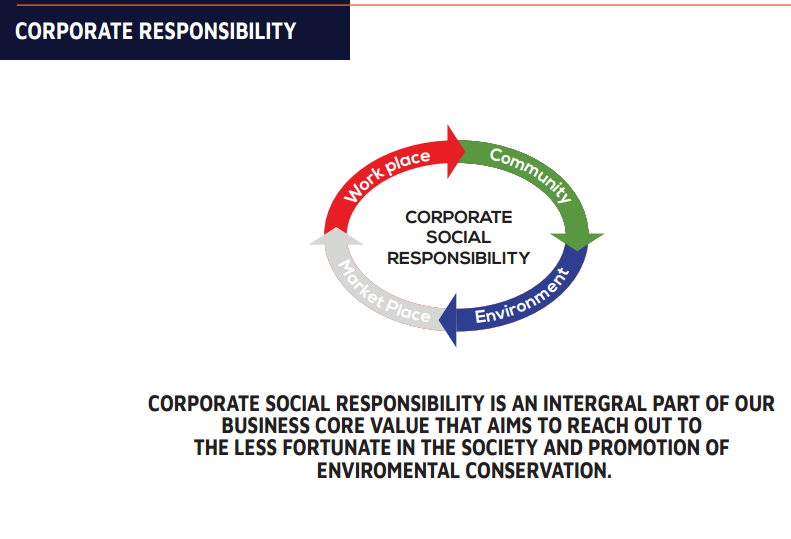 CORPORATE RESPONSIBILITY
Work place
Community
CORPORATE
SOCIAL
RESPONSIBILITY
Market Place
Environment
CORPORATE SOCIAL RESPONSIBILITY IS AN INTERGRAL PART OF OUR
BUSINESS CORE VALUE THAT AIMS TO REACH OUT TO
THE LESS FORTUNATE IN THE SOCIETY AND PROMOTION OF
ENVIROMENTAL CONSERVATION.